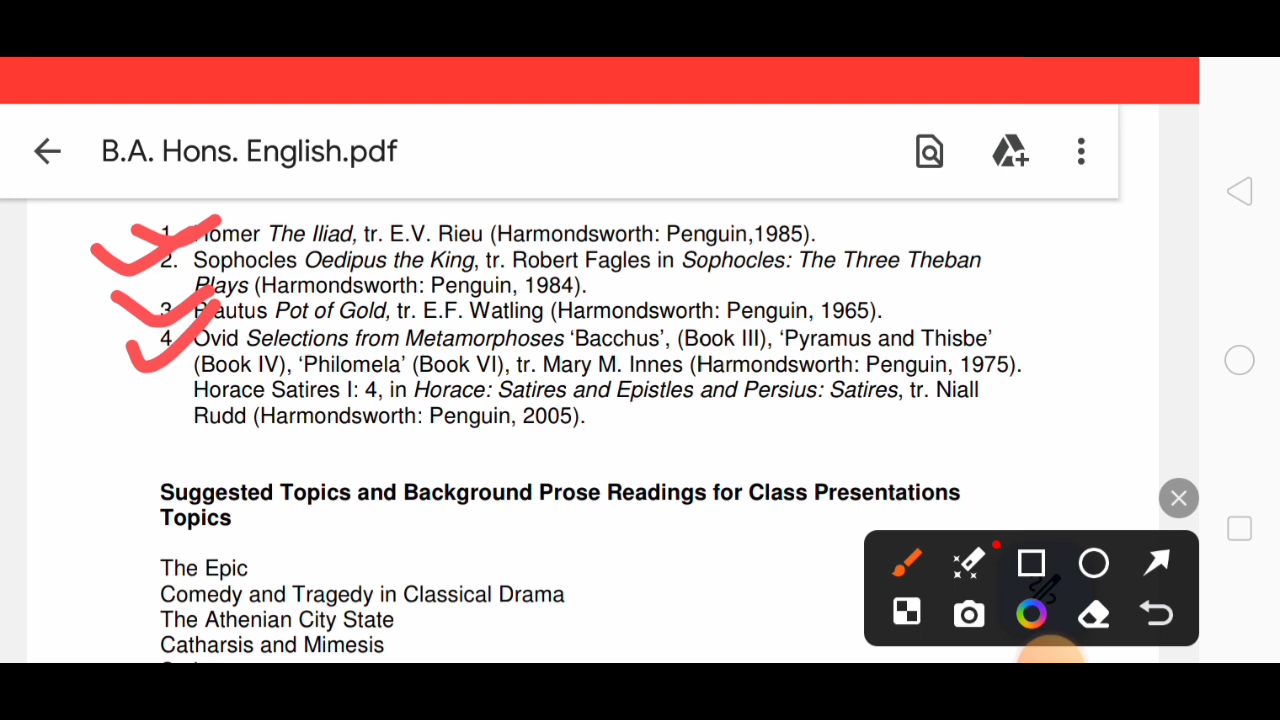 B.A. Hons. English.pdf
1. Homer The Iliad, tr. E.V. Rieu (Harmondsworth: Penguin,1985).
2. Sophocles Oedipus the King, tr. Robert Fagles in Sophocles: The Three Theban
Plays (Harmondsworth: Penguin, 1984).
3. Plautus Pot of Gold, tr. E.F. Watling (Harmondsworth: Penguin, 1965).
4. Ovid Selections from Metamorphoses ‘Bacchus’, (Book III), ‘Pyramus and Thisbe’
(Book IV), ‘Philomela’ (Book VI), tr. Mary M. Innes (Harmondsworth: Penguin, 1975).
Horace Satires I: 4, in Horace: Satires and Epistles and Persius: Satires, tr. Niall
Rudd (Harmondsworth: Penguin, 2005).
Suggested Topics and Background Prose Readings for Class Presentations
Topics
The Epic
Comedy and Tragedy in Classical Drama
The Athenian City State
Catharsis and Mimesis